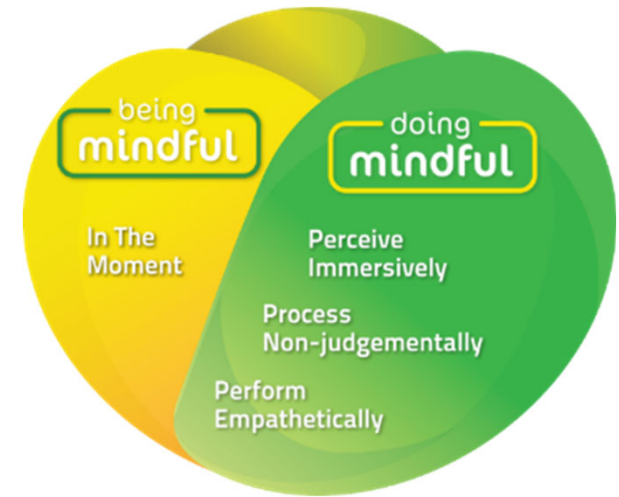 being
mindful
In The
Moment
doing
mindful
Perceive
Immersively
Process
Non-judgementally
Perform
Empathetically